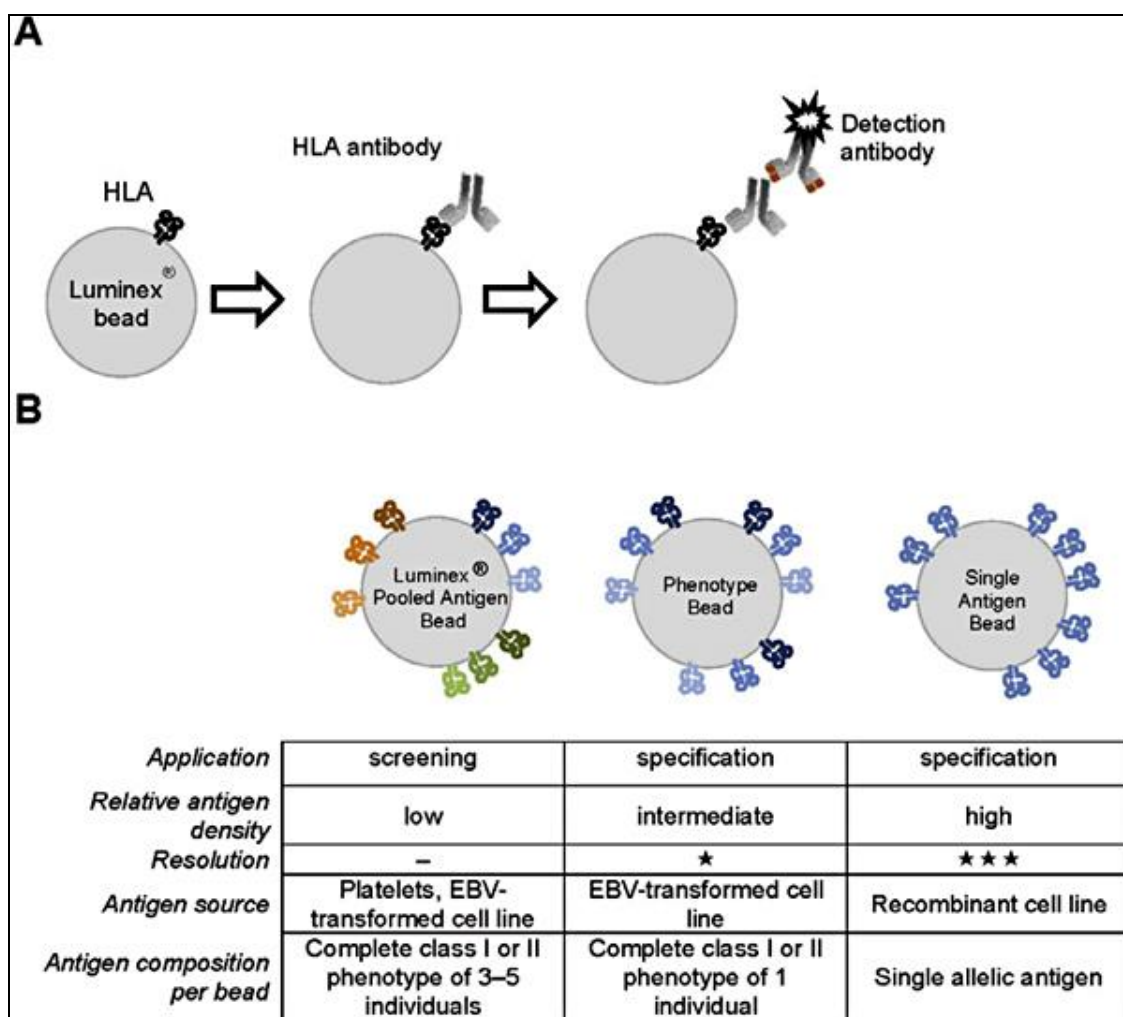 A
HLA
Luminex®
bead
HLA antibody
Detection
antibody
B
Luminex®
Pooled Antigen
Bead
Phenotype
Bead
Single
Antigen
Bead
Application screening specification specification
Relative antigen
density low intermediate high
Resolution – ★ ★★★
Antigen source Platelets, EBV-
transformed cell line EBV-transformed cell
line Recombinant cell line
Antigen composition
per bead Complete class I or II
phenotype of 3–5
individuals Complete class I or II
phenotype of 1
individual Single allelic antigen